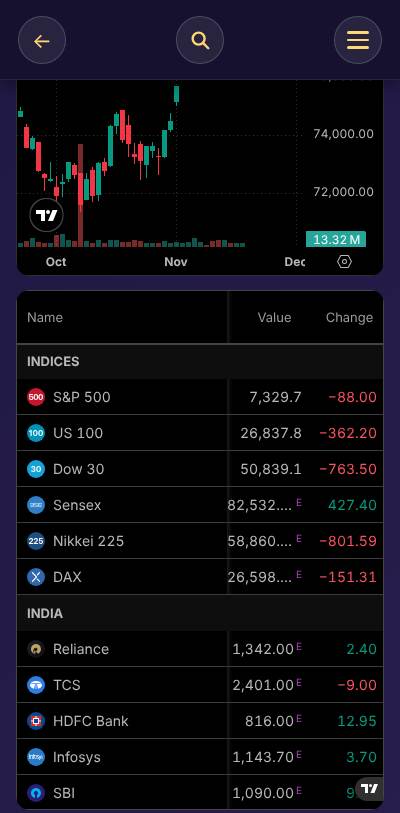 74,000.00
72,000.00
13.32 M
Oct Nov Dec
Name Value Change
INDICES
500 S&P 500 7,329.7 −88.00
100 US 100 26,837.8 −362.20
30 Dow 30 50,839.1 −763.50
Sensex 82,532.... E 427.40
225 Nikkei 225 58,860.... E −801.59
DAX 26,598.... E −151.31
INDIA
Reliance 1,342.00 E 2.40
TCS 2,401.00 E −9.00
HDFC Bank 816.00 E 12.95
Infosys 1,143.70 E 3.70
SBI 1,090.00 E